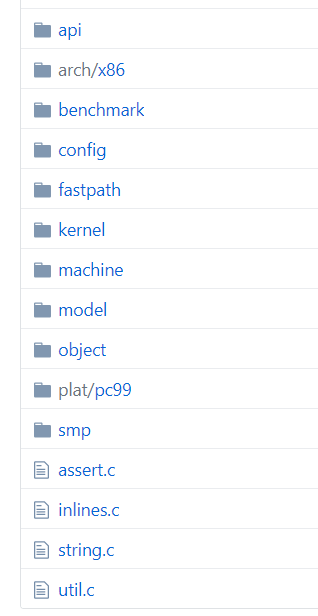 api
arch/x86
benchmark
config
fastpath
kernel
machine
model
object
plat/pc99
smp
assert.c
inlines.c
string.c
util.c